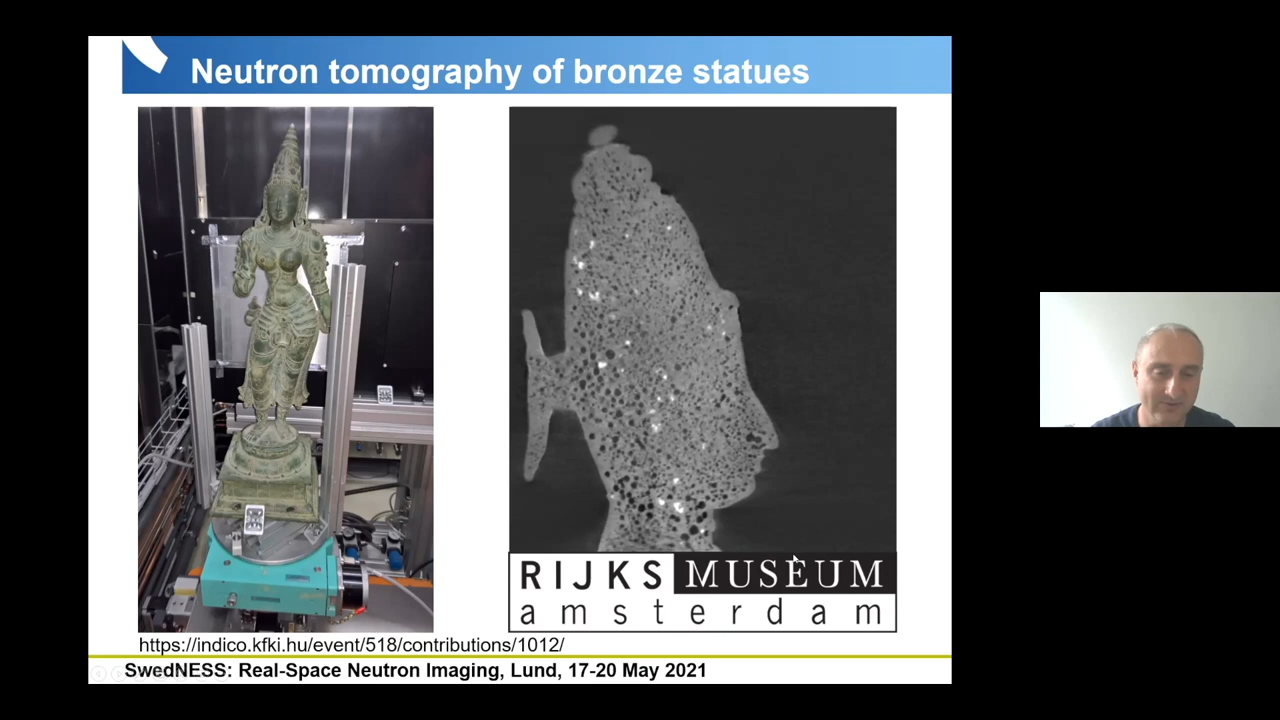 Neutron tomography of bronze statues
RIJKS MUSEUM
amsterdam
https://indico.kfki.hu/event/518/contributions/1012/
SwedNESS: Real-Space Neutron Imaging, Lund, 17-20 May 2021